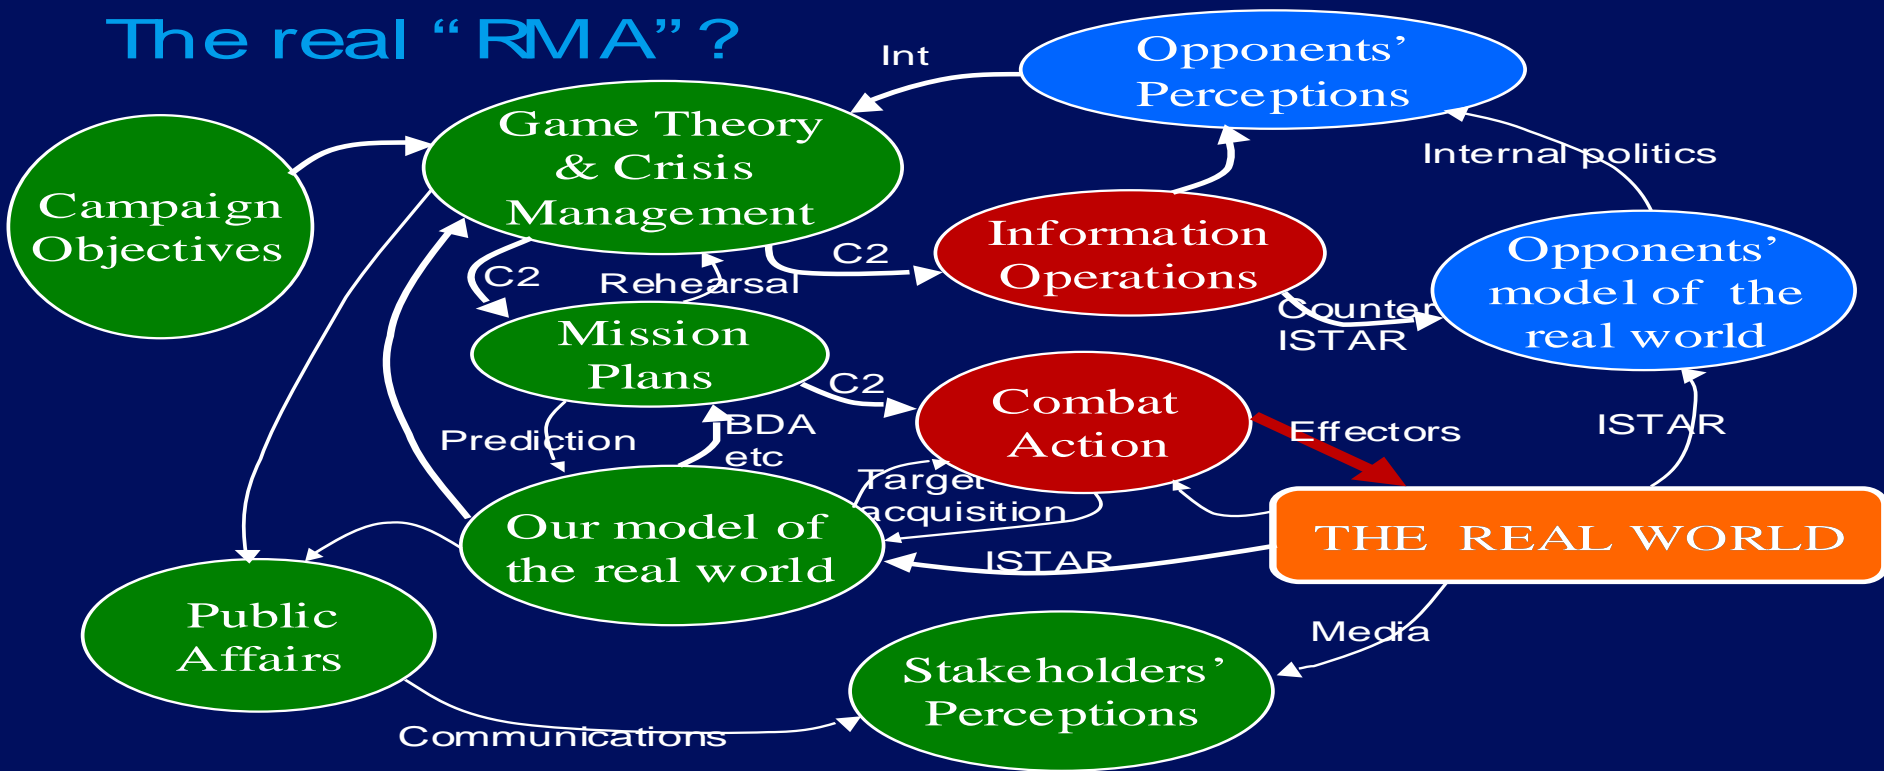 The real “RMA”?
Int
Opponents’
Perceptions
Game Theory
& Crisis
Management
Campaign
Objectives
Internal politics
Information
Operations
C2
C2
Rehearsal
Opponents’
model of the
real world
Counter
ISTAR
Mission
Plans
C2
Combat
Action
Effectors
ISTAR
Prediction
BDA
etc
Target
acquisition
Our model of
the real world
ISTAR
THE REAL WORLD
Public
Affairs
Media
Stakeholders’
Perceptions
Communications